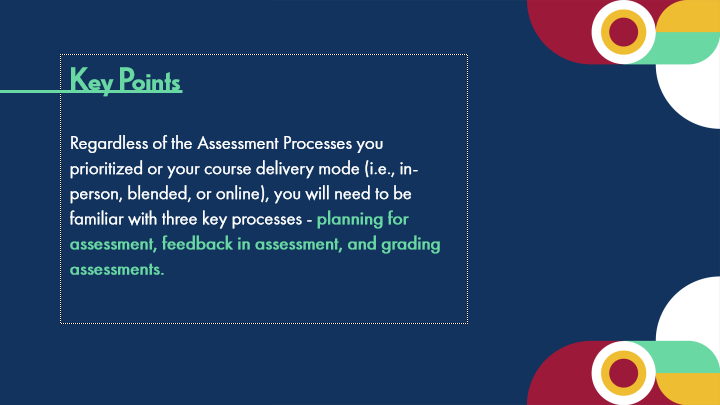 Key Points
Regardless of the Assessment Processes you
prioritized or your course delivery mode (i.e., in-
person, blended, or online), you will need to be
familiar with three key processes - planning for
assessment, feedback in assessment, and grading
assessments.